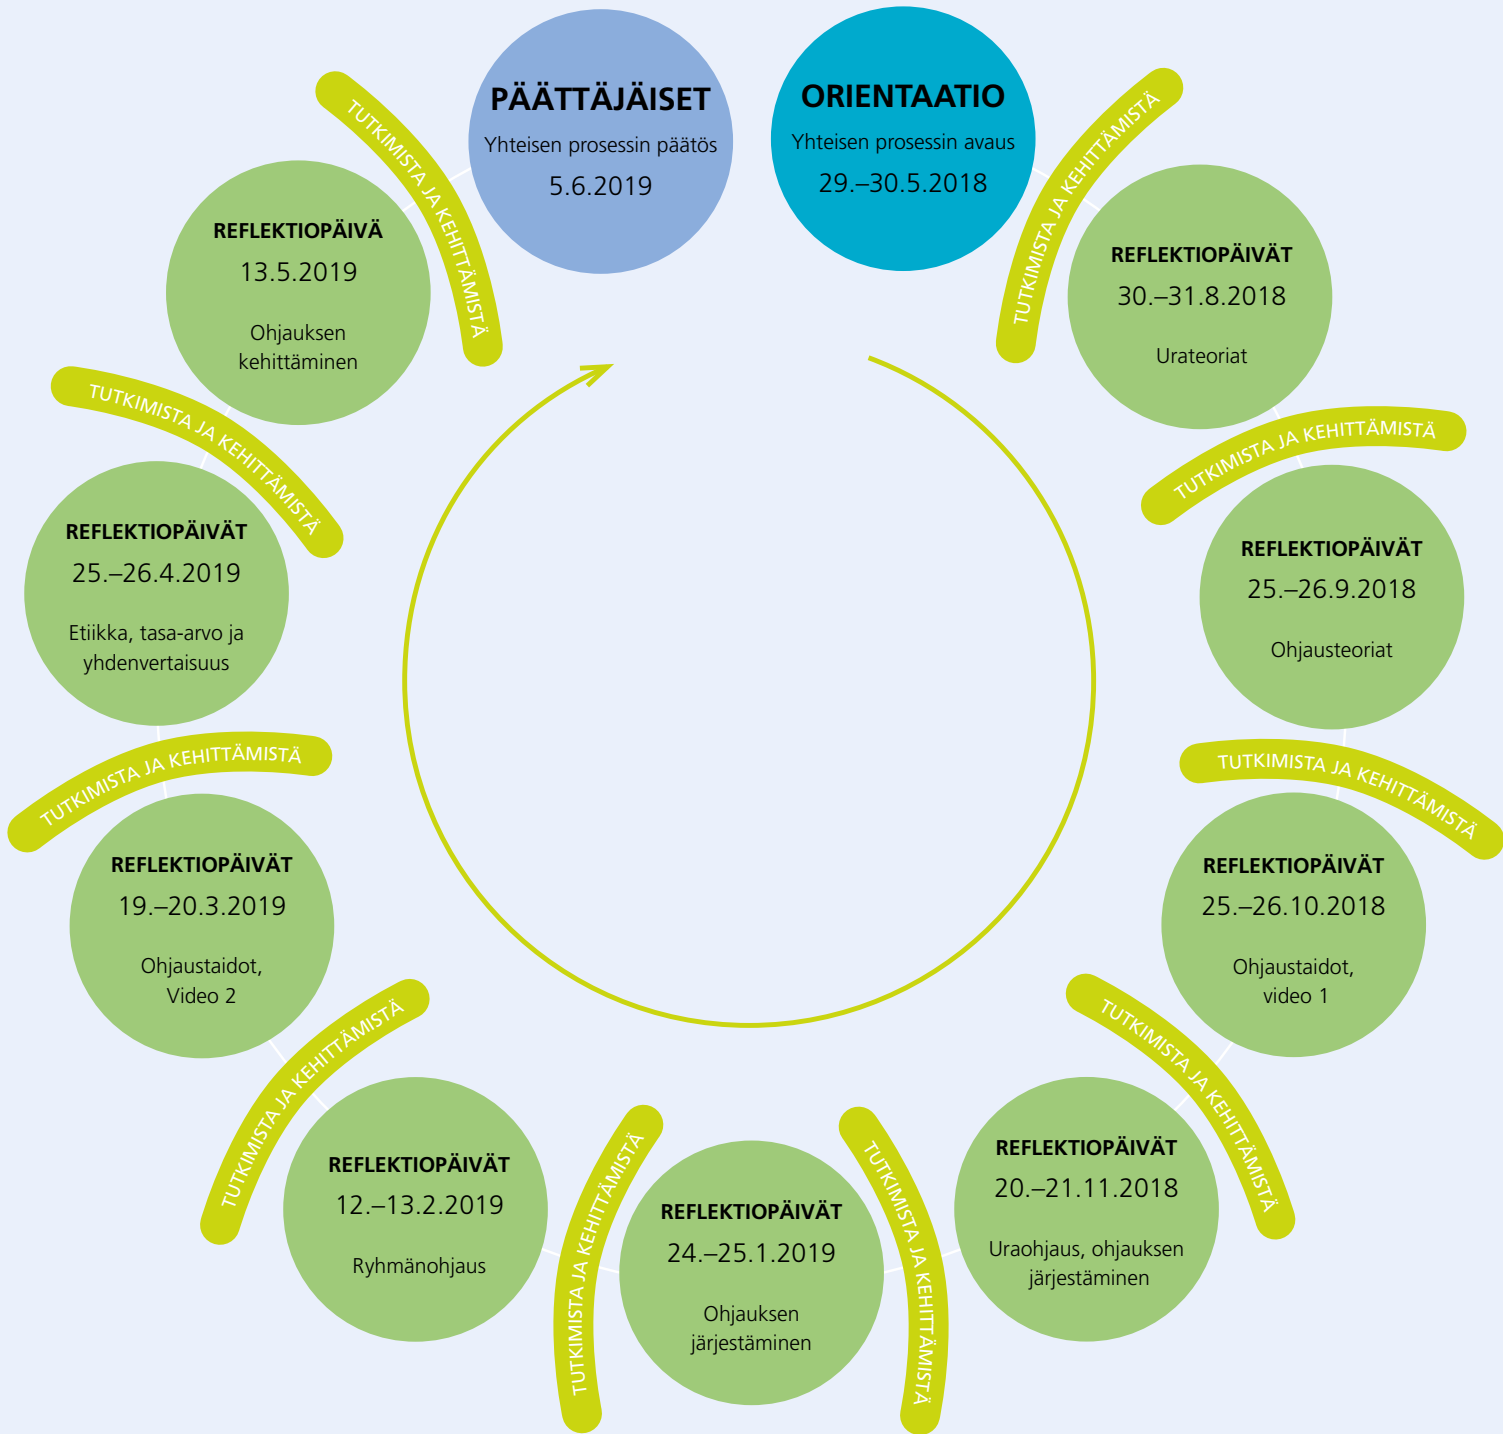 ORIENTAATIO
Yhteisen prosessin avaus
29.–30.5.2018
TUTKIMISTA JA KEHITTÄMISTÄ
REFLEKTIOPÄIVÄT
30.–31.8.2018
Urateoriat
TUTKIMISTA JA KEHITTÄMISTÄ
REFLEKTIOPÄIVÄT
25.–26.9.2018
Ohjausteoriat
TUTKIMISTA JA KEHITTÄMISTÄ
REFLEKTIOPÄIVÄT
25.–26.10.2018
Ohjaustaidot,
video 1
TUTKIMISTA JA KEHITTÄMISTÄ
REFLEKTIOPÄIVÄT
20.–21.11.2018
Uraohjaus, ohjauksen
järjestäminen
TUTKIMISTA JA KEHITTÄMISTÄ
REFLEKTIOPÄIVÄT
24.–25.1.2019
Ohjauksen
järjestäminen
TUTKIMISTA JA KEHITTÄMISTÄ
REFLEKTIOPÄIVÄT
12.–13.2.2019
Ryhmänohjaus
TUTKIMISTA JA KEHITTÄMISTÄ
REFLEKTIOPÄIVÄT
19.–20.3.2019
Ohjaustaidot,
Video 2
TUTKIMISTA JA KEHITTÄMISTÄ
REFLEKTIOPÄIVÄT
25.–26.4.2019
Etiikka, tasa-arvo ja
yhdenvertaisuus
TUTKIMISTA JA KEHITTÄMISTÄ
REFLEKTIOPÄIVÄ
13.5.2019
Ohjauksen
kehittäminen
TUTKIMISTA JA KEHITTÄMISTÄ
PÄÄTTÄJÄISET
Yhteisen prosessin päätös
5.6.2019